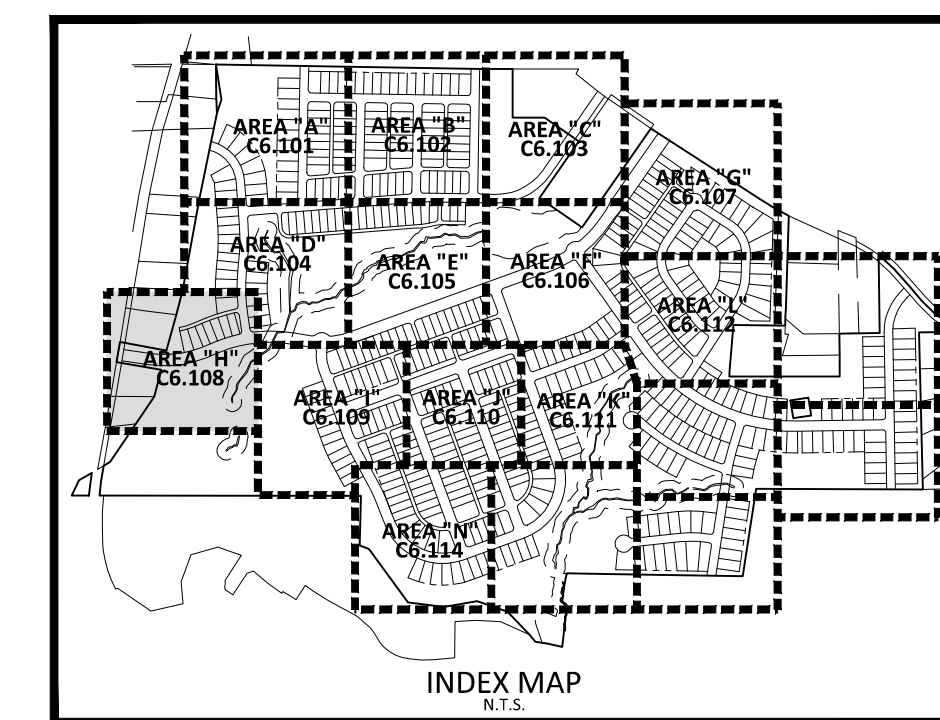 AREA "A"
C6.101
AREA "B"
C6.102
AREA "C"
C6.103
AREA "G"
C6.107
AREA "D"
C6.104
AREA "E"
C6.105
AREA "F"
C6.106
AREA "L"
C6.112
AREA "H"
C6.108
AREA "I"
C6.109
AREA "J"
C6.110
AREA "K"
C6.111
AREA "N"
C6.114
INDEX MAP
N.T.S.